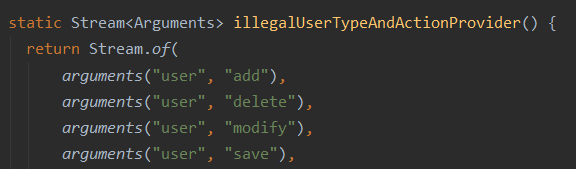 static Stream<Arguments> illegalUserTypeAndActionProvider() {
return Stream.of(
arguments("user", "add"),
arguments("user", "delete"),
arguments("user", "modify"),
arguments("user", "save"),